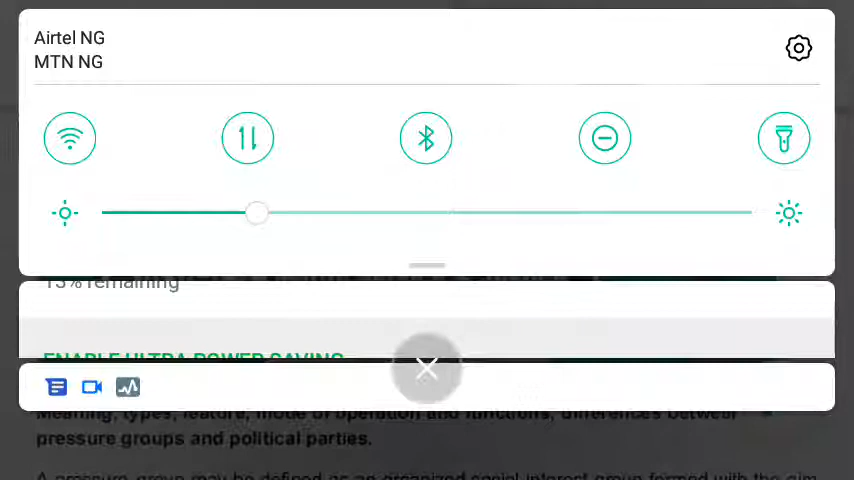 Airtel NG
MTN NG
13% remaining
ENABLE ULTRA POWER SAVING
Meaning, types, feature, mode of operation and functions, differences between
pressure groups and political parties.
A pressure group may be defined as an organized social interest group formed with the aim